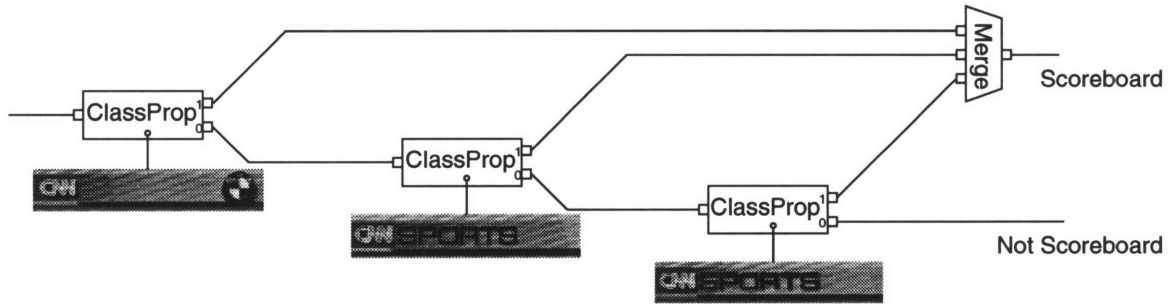 Merge
Scoreboard
ClassProp 1
0
CNN
ClassProp 1
0
CNN SPORTS
ClassProp 1
0
Not Scoreboard
CNN SPORTS